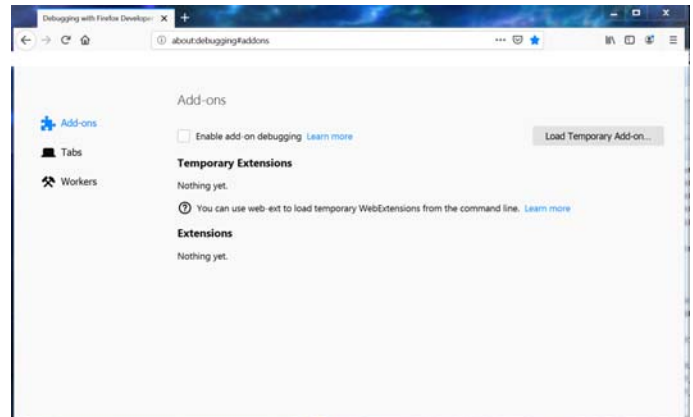 Debugging with Firefox Develope
about:debugging#addons
Add-ons
Add-ons
Tabs
Workers
Enable add-on debugging Learn more
Load Temporary Add-on...
Temporary Extensions
Nothing yet.
You can use web-ext to load temporary WebExtensions from the command line. Learn more
Extensions
Nothing yet.